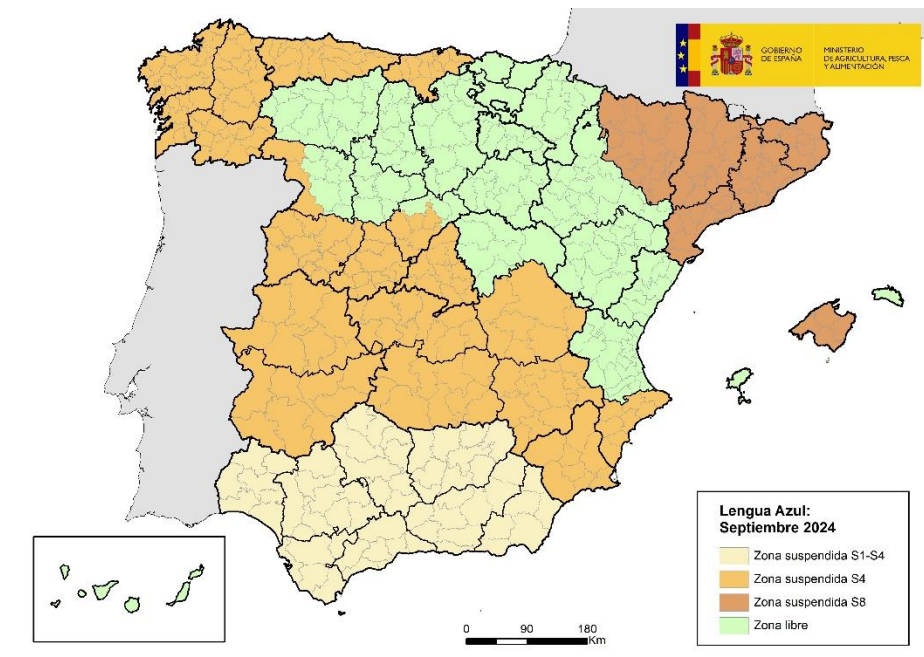 GOBIERNO
DE ESPAÑA
MINISTERIO
DE AGRICULTURA, PESCA
Y ALIMENTACIÓN
Lengua Azul:
Septiembre 2024
Zona suspendida S1-S4
Zona suspendida S4
Zona suspendida S8
Zona libre
0 90 180
Km